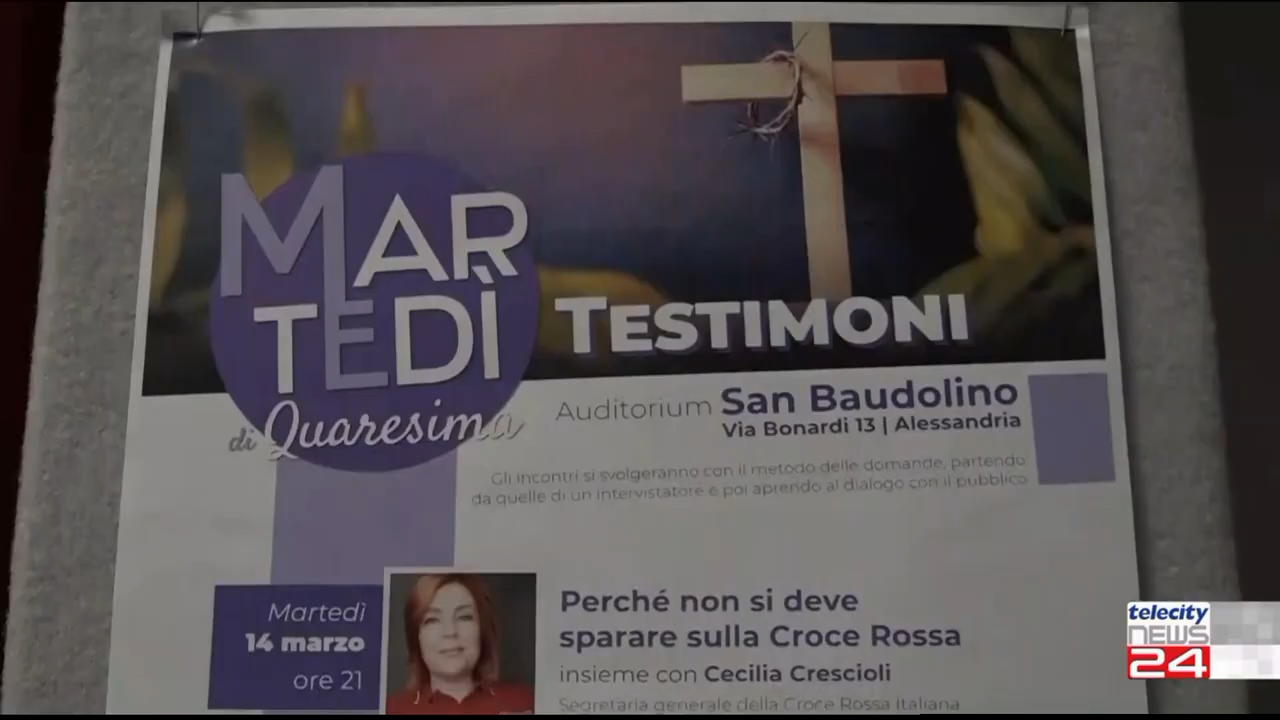 MARTEDÌ
di Quaresima
TESTIMONI
Auditorium San Baudolino
Via Bonardi 13 | Alessandria
Gli incontri si svolgeranno con il metodo delle domande, partendo
da quelle di un intervistatore e poi aprendo al dialogo con il pubblico
Martedì
14 marzo
ore 21
Perché non si deve
sparare sulla Croce Rossa
insieme con Cecilia Crescioli
Segretaria generale della Croce Rossa Italiana
telecity
NEWS
24